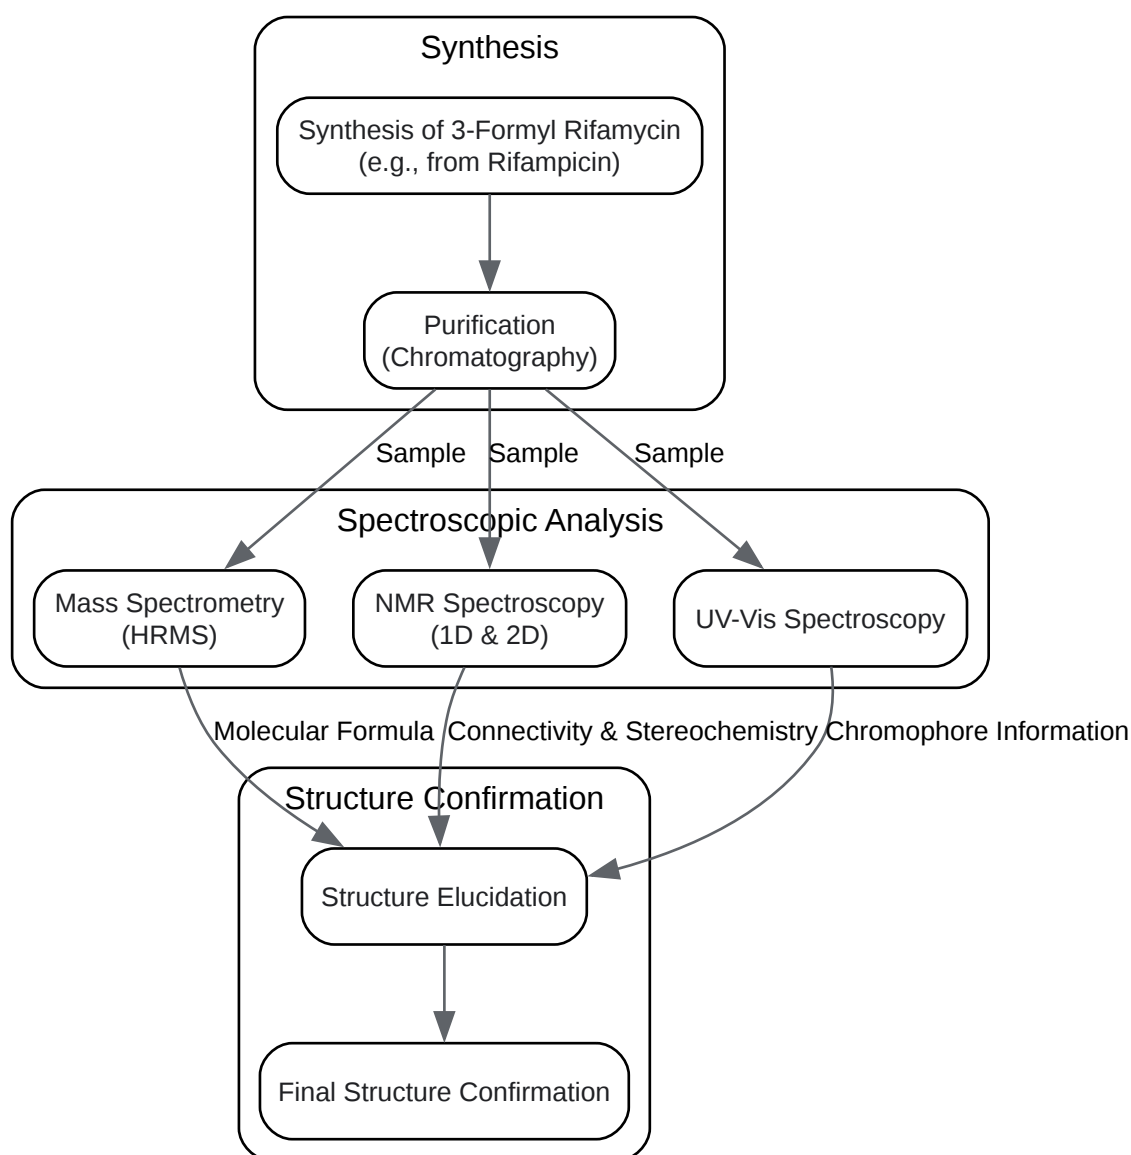 Synthesis
Synthesis of 3-Formyl Rifamycin
(e.g., from Rifampicin)
Purification
(Chromatography)
Sample
Sample
Sample
Spectroscopic Analysis
Mass Spectrometry
(HRMS)
NMR Spectroscopy
(1D & 2D)
UV-Vis Spectroscopy
Molecular Formula
Connectivity & Stereochemistry
Chromophore Information
Structure Confirmation
Structure Elucidation
Final Structure Confirmation